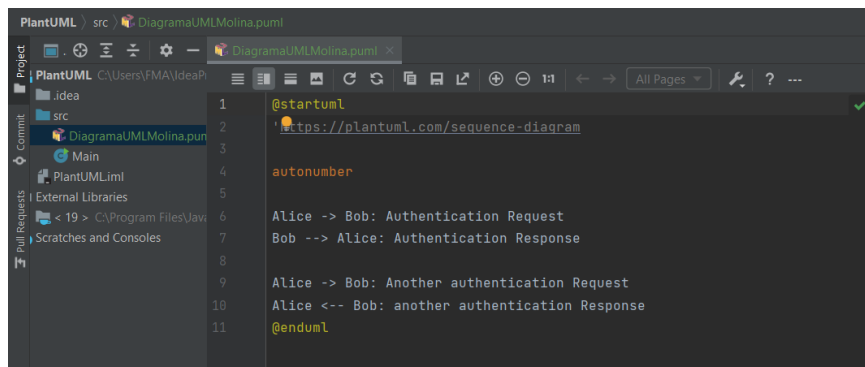 PlantUML src DiagramaUMLMolina.puml
Project
DiagramaUMLMolina.puml
PlantUML C:\Users\FMA\IdeaP
.idea
src
DiagramaUMLMolina.pun
Main
PlantUML.iml
External Libraries
< 19 > C:\Program Files\Java
Scratches and Consoles
Commit
Pull Requests
1:1
All Pages
?
1 @startuml
2 'https://plantuml.com/sequence-diagram
3
4 autonumber
5
6 Alice -> Bob: Authentication Request
7 Bob --> Alice: Authentication Response
8
9 Alice -> Bob: Another authentication Request
10 Alice <-- Bob: another authentication Response
11 @enduml